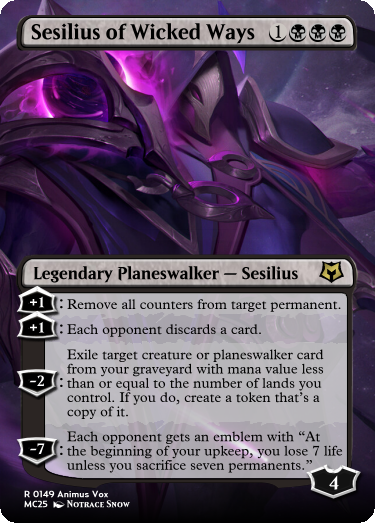 Sesilius of Wicked Ways 1
Legendary Planeswalker — Sesilius
+1: Remove all counters from target permanent.
+1: Each opponent discards a card.
-2: Exile target creature or planeswalker card
from your graveyard with mana value less
than or equal to the number of lands you
control. If you do, create a token that's a
copy of it.
-7: Each opponent gets an emblem with “At
the beginning of your upkeep, you lose 7 life
unless you sacrifice seven permanents.”
4
R 0149 Animus Vox
MC25 Notrace Snow